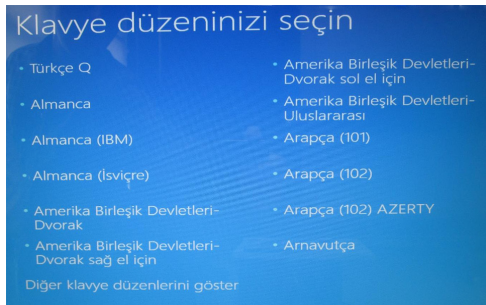 Klavye düzeninizi seçin
Türkçe Q
Almanca
Almanca (IBM)
Almanca (İsviçre)
Amerika Birleşik Devletleri-
Dvorak
Amerika Birleşik Devletleri-
Dvorak sağ el için
Amerika Birleşik Devletleri-
Dvorak sol el için
Amerika Birleşik Devletleri-
Uluslararası
Arapça (101)
Arapça (102)
Arapça (102) AZERTY
Arnavutça
Diğer klavye düzenlerini göster